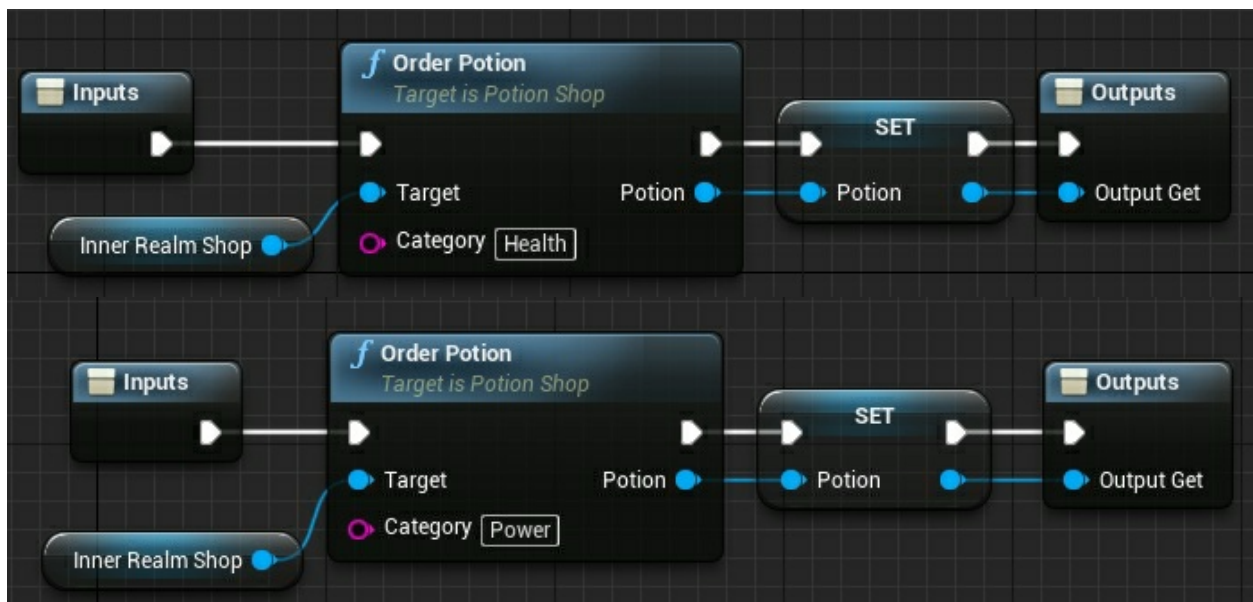 Inputs
f Order Potion
Target is Potion Shop
SET
Outputs
Target
Potion
Potion
Output Get
Inner Realm Shop
Category Health
Inputs
f Order Potion
Target is Potion Shop
SET
Outputs
Target
Potion
Potion
Output Get
Inner Realm Shop
Category Power